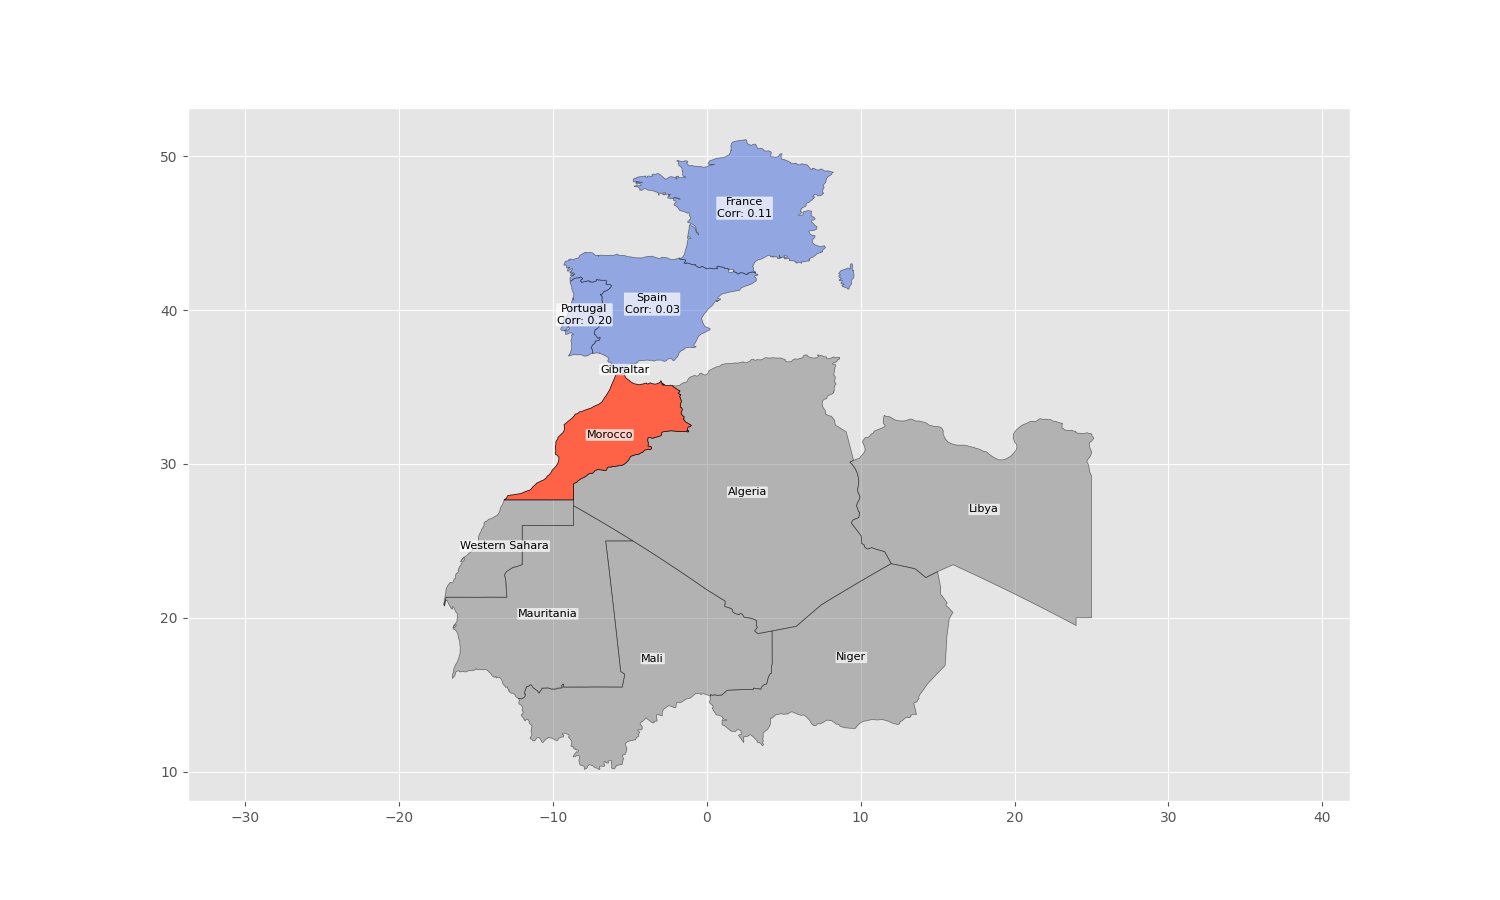 50
40
30
20
10
France
Corr: 0.11
Spain
Corr: 0.03
Portugal
Corr: 0.20
Gibraltar
Morocco
Algeria
Libya
Western Sahara
Mauritania
Mali
Niger
−30
−20
−10
0
10
20
30
40